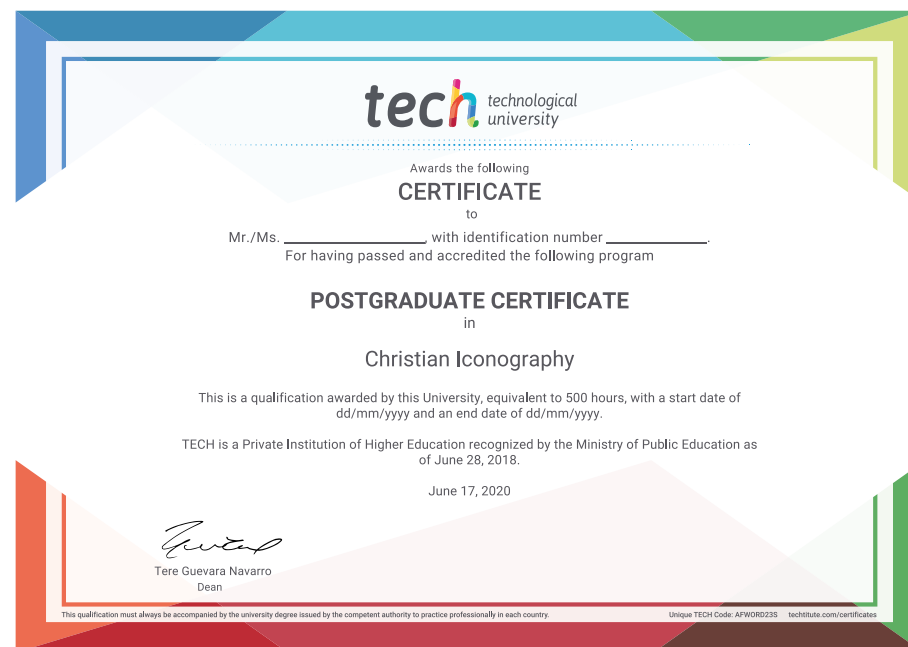 tech technological
university
Awards the following
CERTIFICATE
to
Mr./Ms. ____________________, with identification number ______________.
For having passed and accredited the following program
POSTGRADUATE CERTIFICATE
in
Christian Iconography
This is a qualification awarded by this University, equivalent to 500 hours, with a start date of
dd/mm/yyyy and an end date of dd/mm/yyyy.
TECH is a Private Institution of Higher Education recognized by the Ministry of Public Education as
of June 28, 2018.
June 17, 2020
Tere Guevara Navarro
Dean
This qualification must always be accompanied by the university degree issued by the competent authority to practice professionally in each country.
Unique TECH Code: AFWORD23S techtitute.com/certificates